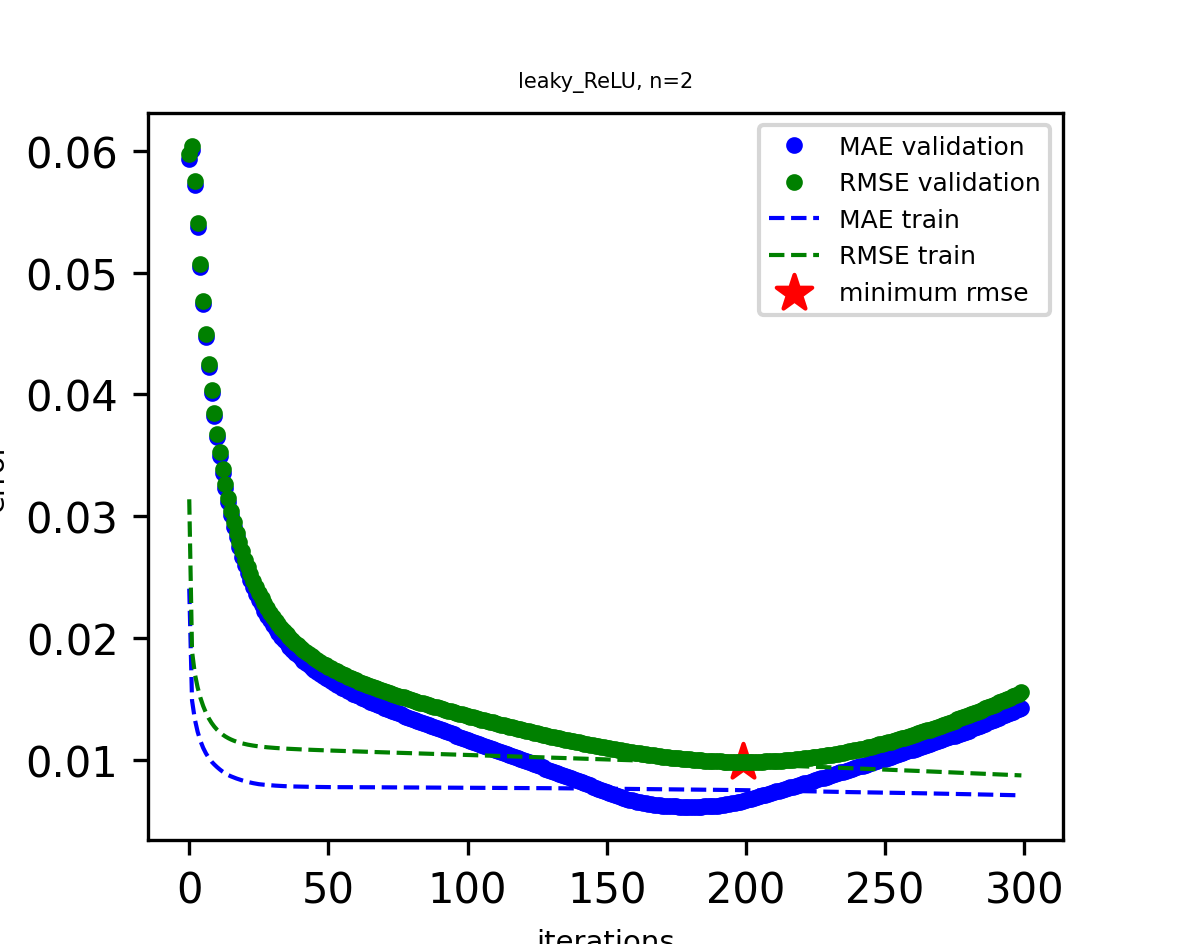 leaky_ReLU, n=2
0.06
0.05
0.04
0.03
0.02
0.01
MAE validation
RMSE validation
MAE train
RMSE train
minimum rmse
0 50 100 150 200 250 300
iterations